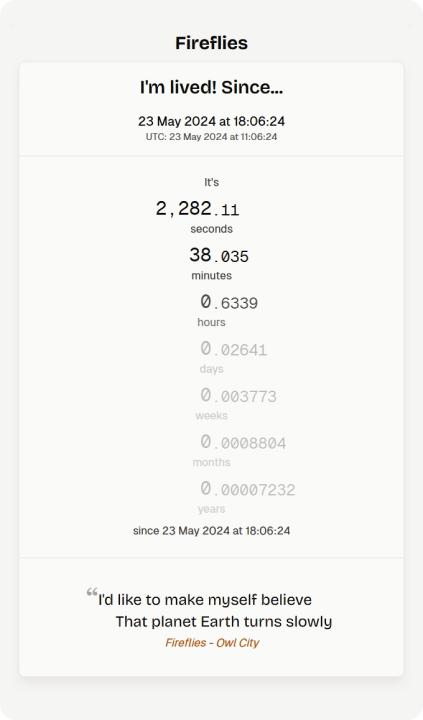 Fireflies
I'm lived! Since...
23 May 2024 at 18:06:24
UTC: 23 May 2024 at 11:06:24
It's
2,282.11
seconds
38.035
minutes
0.6339
hours
0.02641
days
0.003773
weeks
0.0008804
months
0.00007232
years
since 23 May 2024 at 18:06:24
“I'd like to make myself believe
That planet Earth turns slowly
Fireflies - Owl City